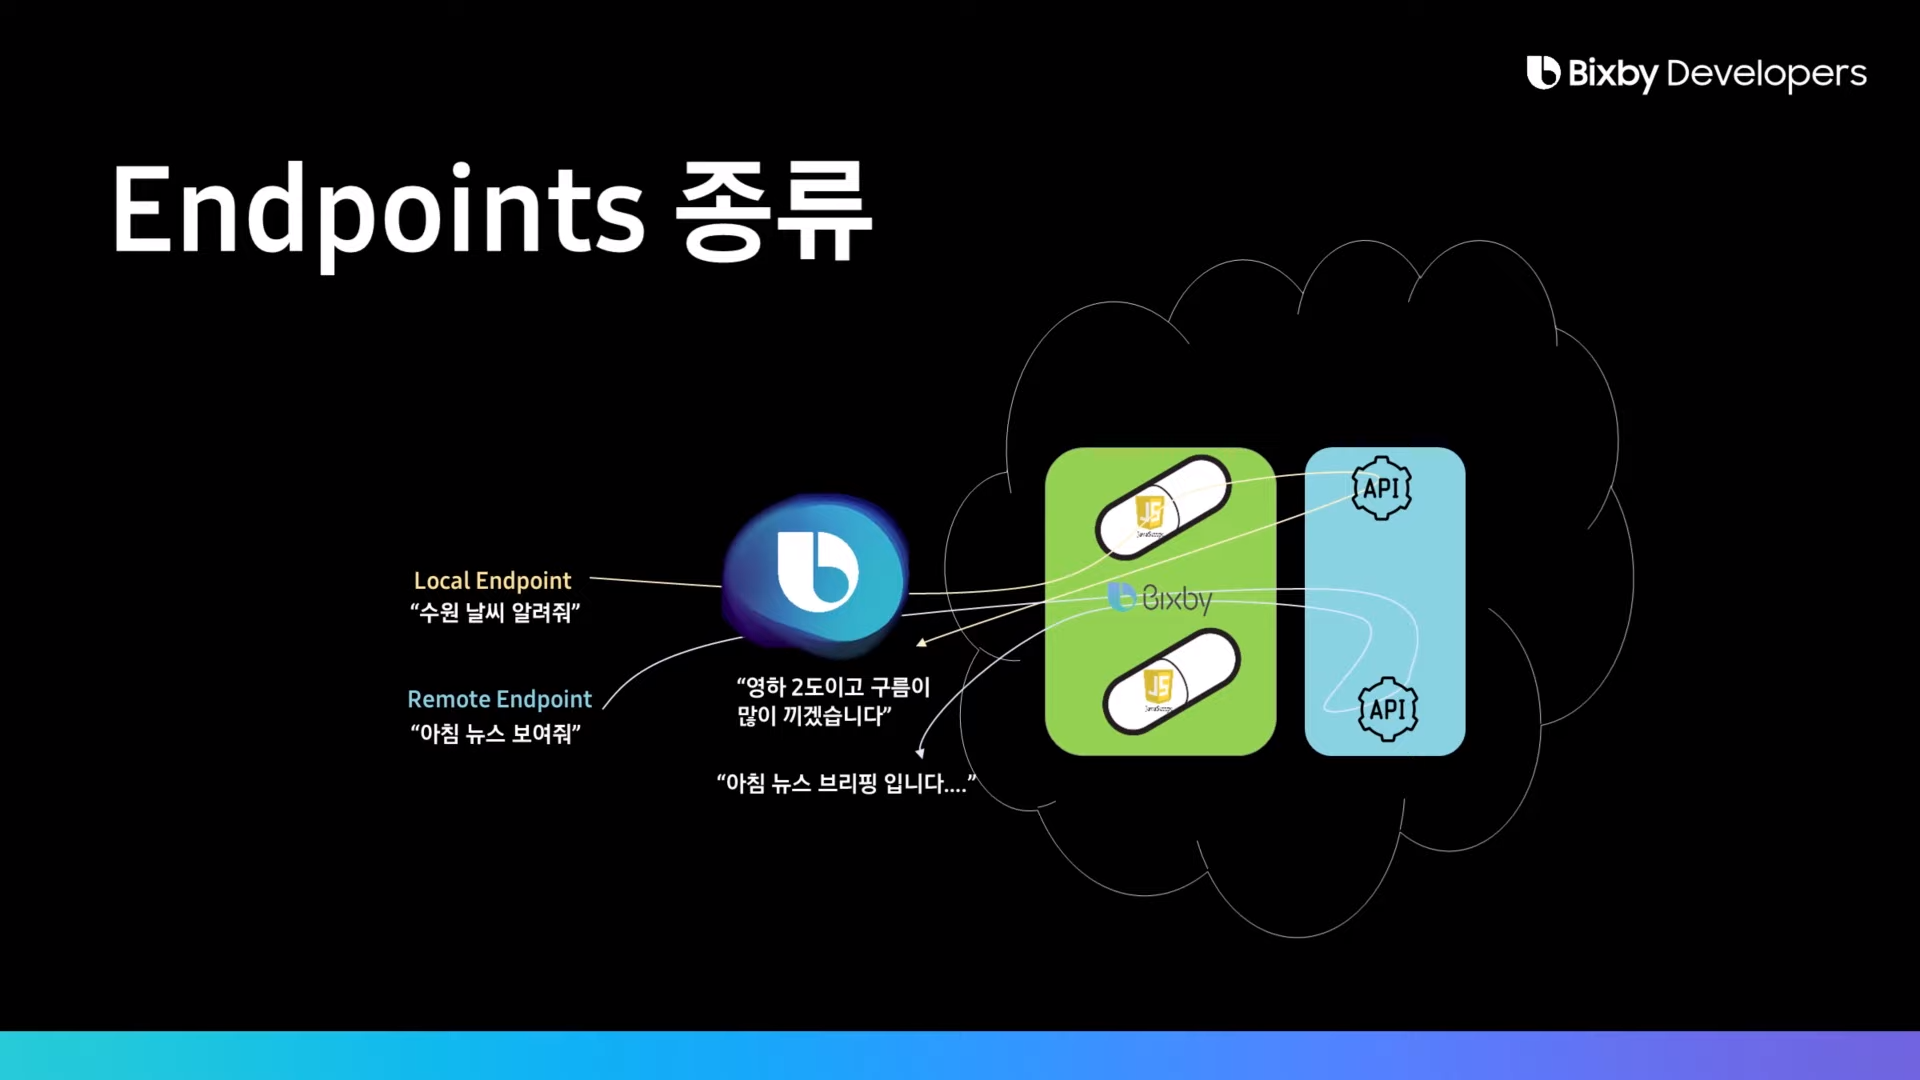 Bixby Developers
Endpoints 종류
Local Endpoint
“수원 날씨 알려줘”
Remote Endpoint
“아침 뉴스 보여줘”
“영하 2도이고 구름이
많이 끼겠습니다”
“아침 뉴스 브리핑 입니다....”
JS
JavaScript
Bixby
JS
JavaScript
API
API